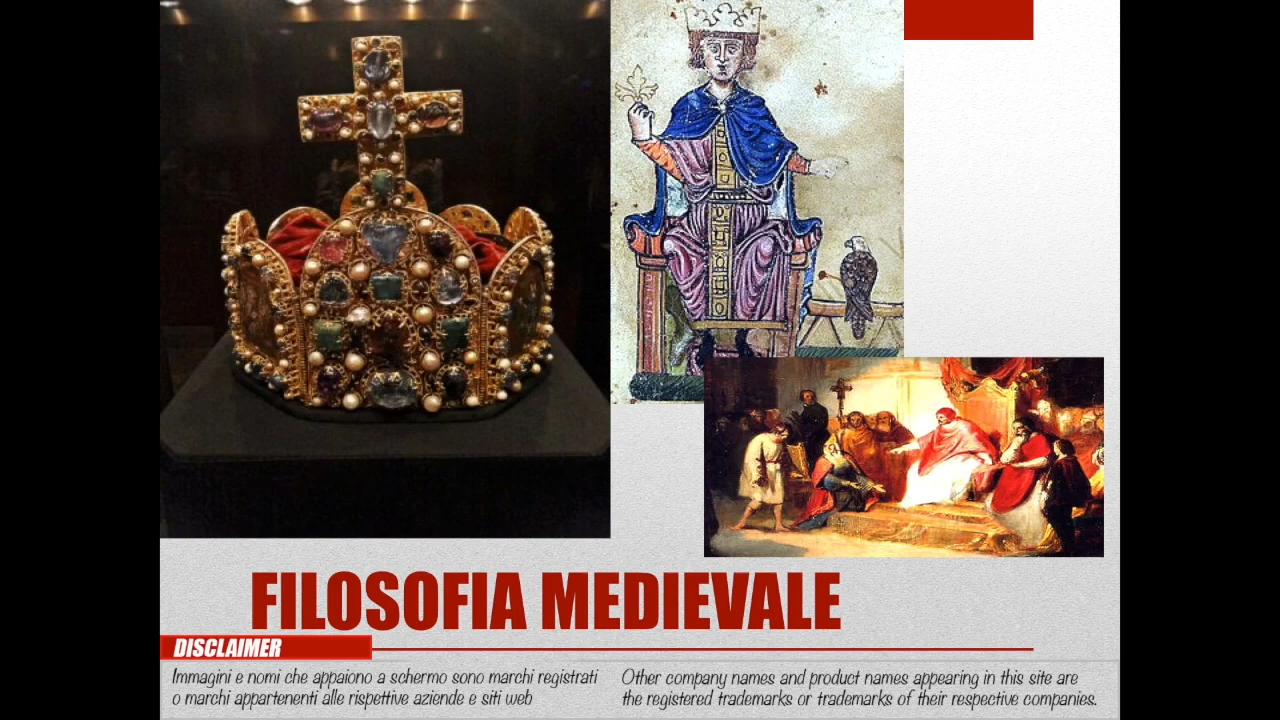 FILOSOFIA MEDIEVALE
DISCLAIMER
Immagini e nomi che appaiono a schermo sono marchi registrati
o marchi appartenenti alle rispettive aziende e siti web
Other company names and product names appearing in this site are
the registered trademarks or trademarks of their respective companies.